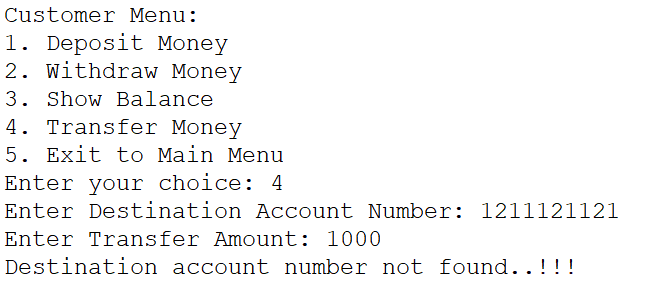 Customer Menu:
1. Deposit Money
2. Withdraw Money
3. Show Balance
4. Transfer Money
5. Exit to Main Menu
Enter your choice: 4
Enter Destination Account Number: 1211121121
Enter Transfer Amount: 1000
Destination account number not found..!!!